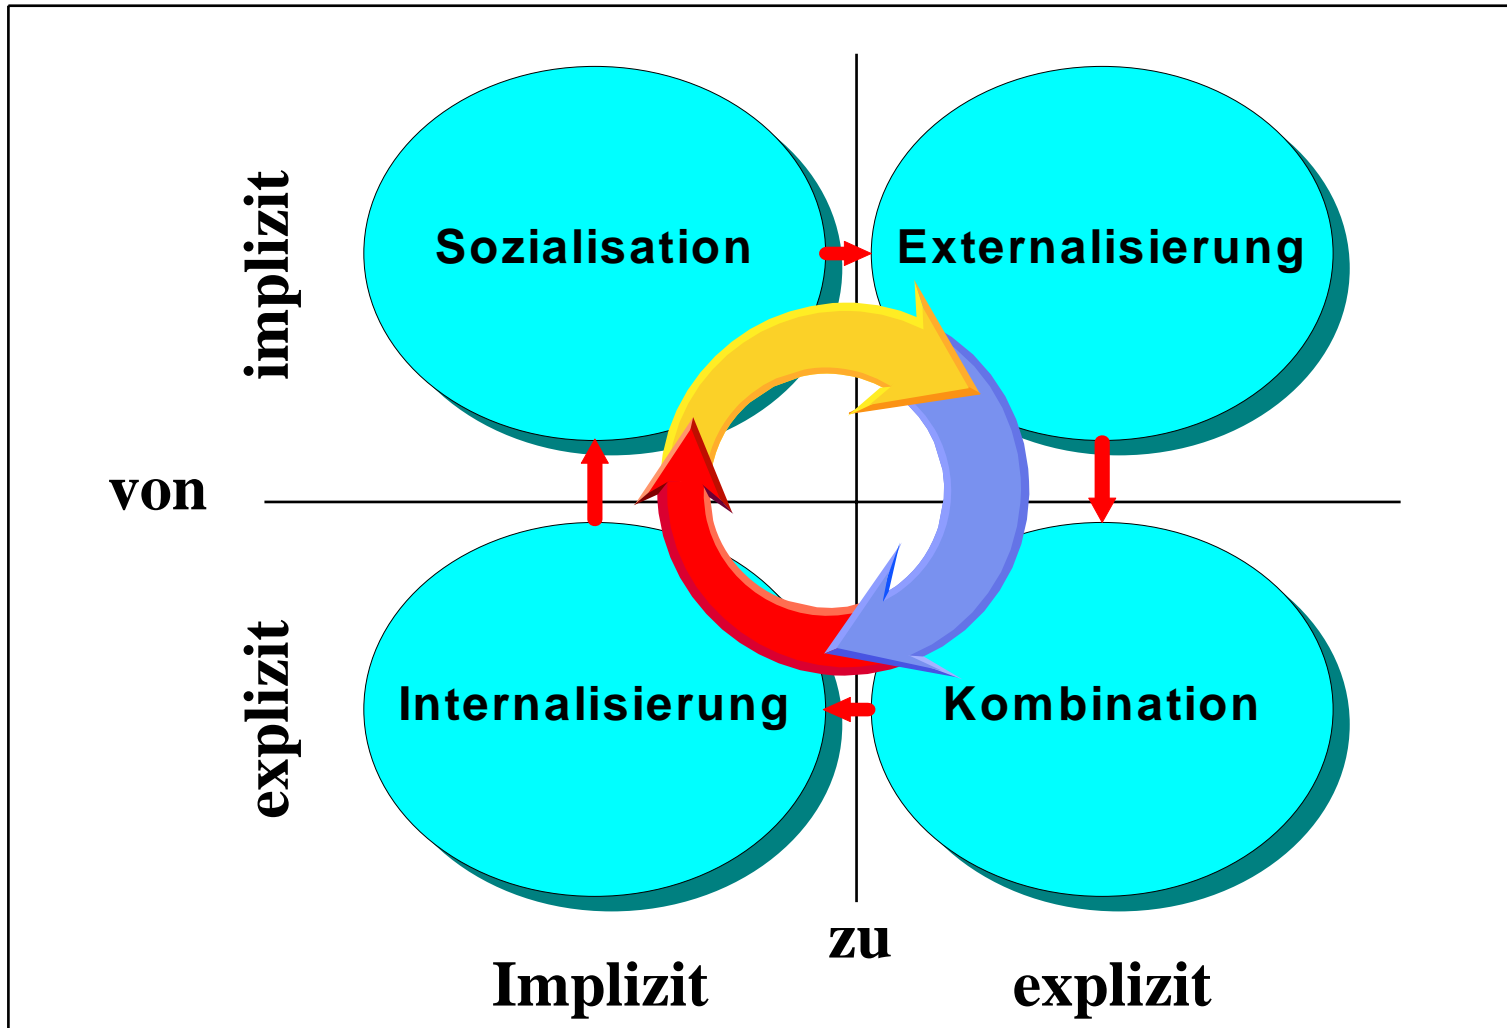 implizit
Sozialisation
Externalisierung
von
explizit
Internalisierung
Kombination
zu
Implizit
explizit